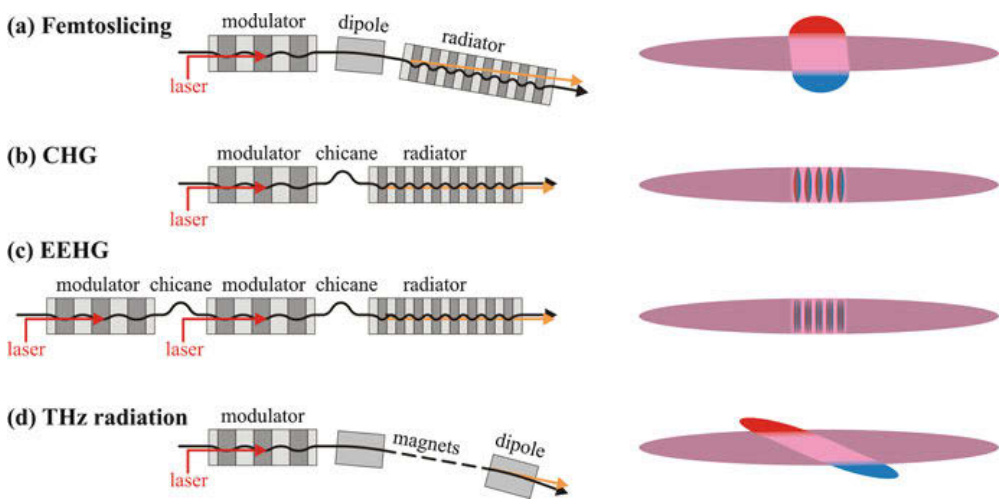 (a) Femtoslicing
modulator
dipole
radiator
laser
(b) CHG
modulator chicane radiator
laser
(c) EEHG
modulator chicane modulator chicane radiator
laser laser
(d) THz radiation
modulator
magnets
dipole
laser